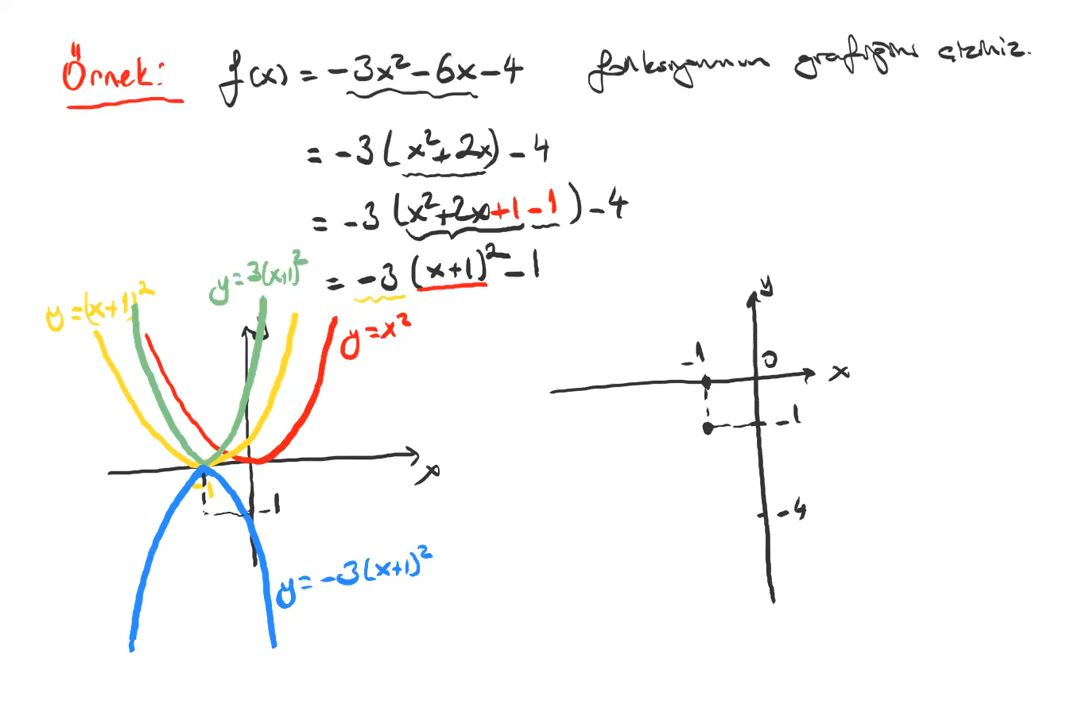 Örnek: f(x) = -3x² - 6x - 4 fonksiyonunun grafiğini çiziniz.
= -3(x² + 2x) - 4
= -3(x² + 2x + 1 - 1) - 4
= -3(x+1)² - 1
y = 3(x+1)²
y = (x+1)²
y = x²
y
x
-1
-1
y = -3(x+1)²
y
-1
0
x
-1
-4